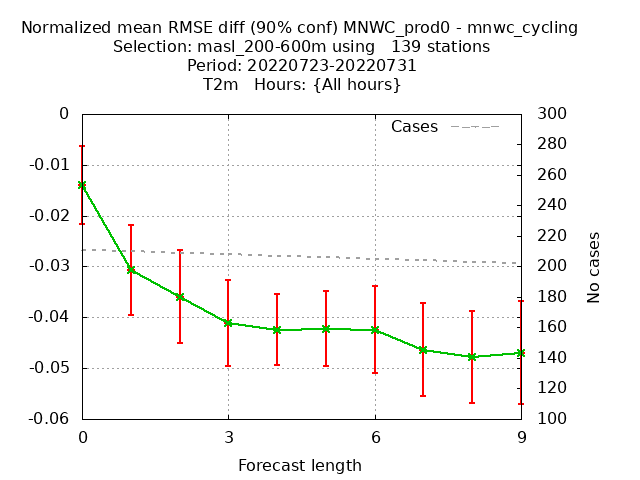 Normalized mean RMSE diff (90% conf) MNWC_prod0 - mnwc_cycling
Selection: masl_200-600m using   139 stations
Period: 20220723-20220731
T2m   Hours: {All hours}
Cases
0
-0.01
-0.02
-0.03
-0.04
-0.05
-0.06
300
280
260
240
220
200
180
160
140
120
100
No cases
0 3 6 9
Forecast length